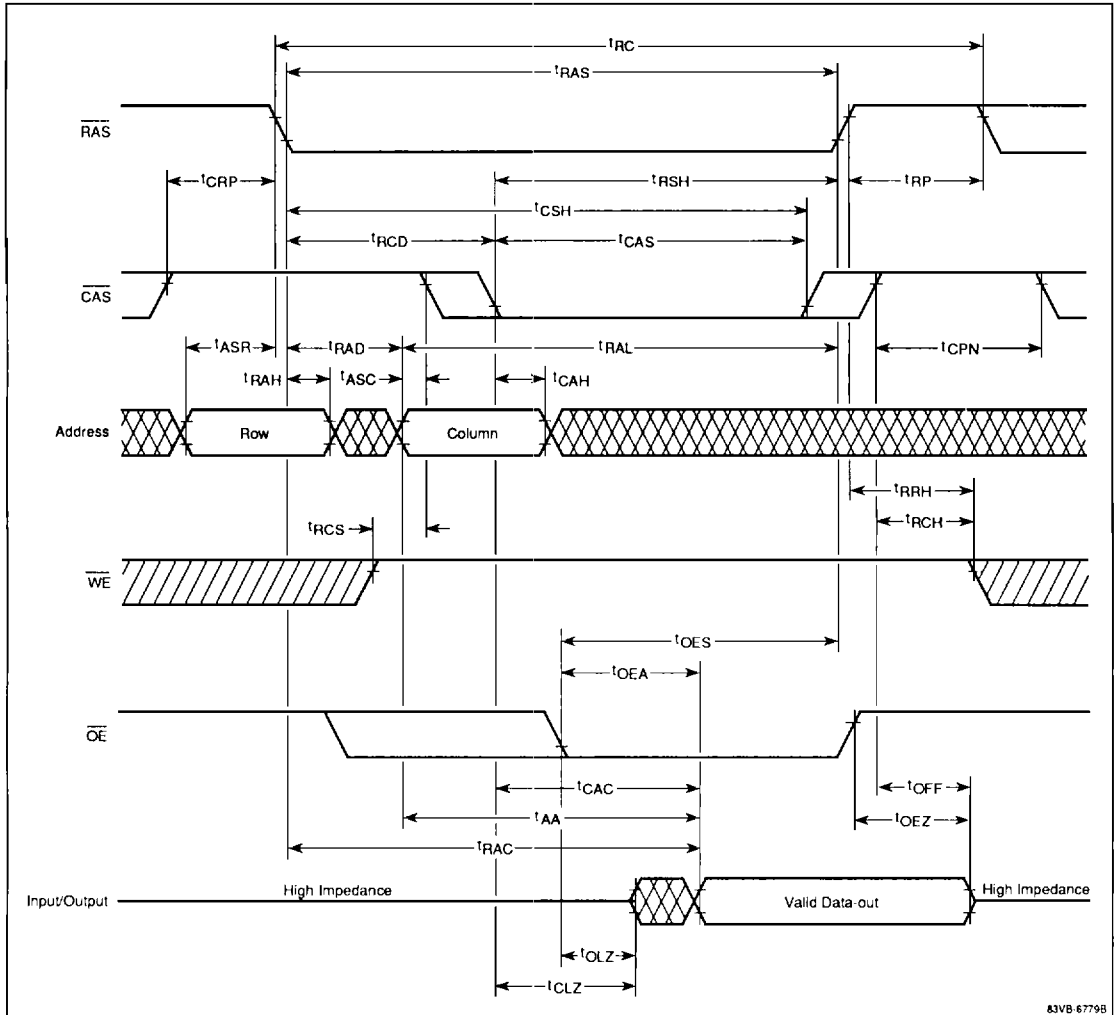 tRC
tRAS
RAS
tCRP
tRSH
tRP
tCSH
tRCD
tCAS
CAS
tASR
tRAD
tRAL
tCPN
tRAH
tASC
tCAH
Address
Row
Column
tRRH
tRCS
tRCH
WE
tOES
tOEA
OE
tCAC
tOFF
tAA
tOEZ
tRAC
High Impedance
High Impedance
Input/Output
Valid Data-out
tOLZ
tCLZ
83VB-6779B